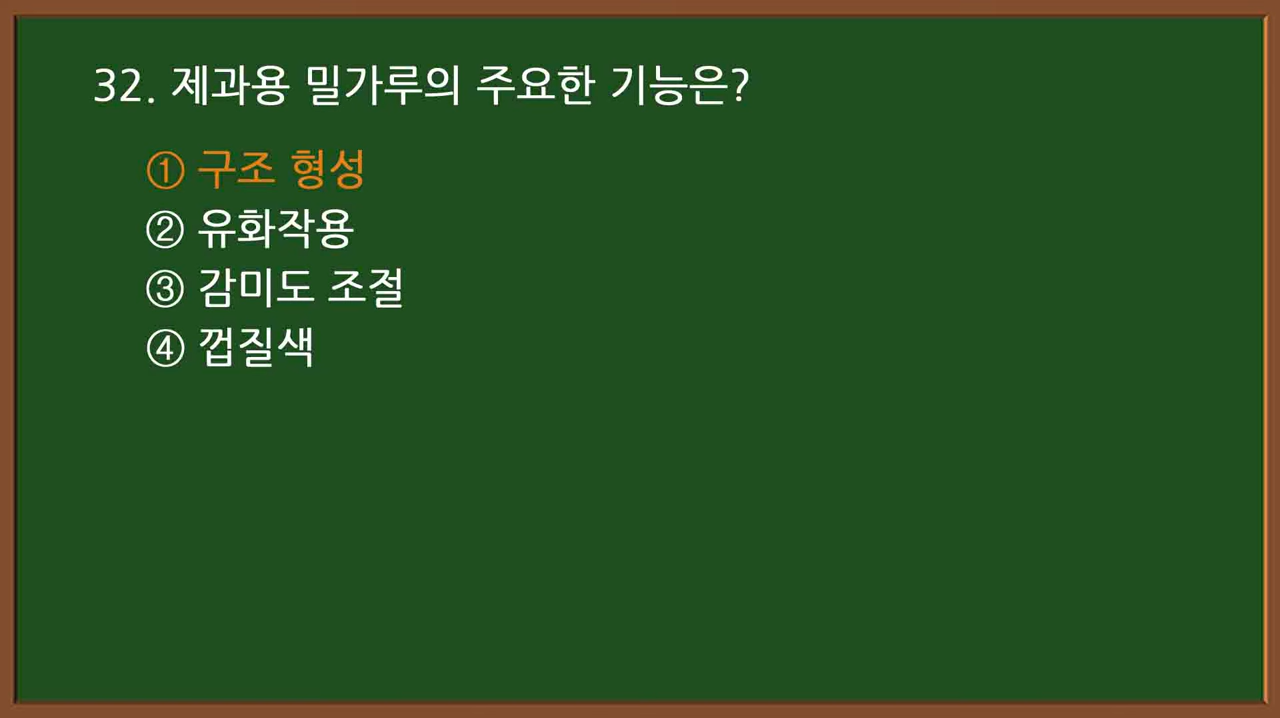 32. 제과용 밀가루의 주요한 기능은?
① 구조 형성
② 유화작용
③ 감미도 조절
④ 껍질색